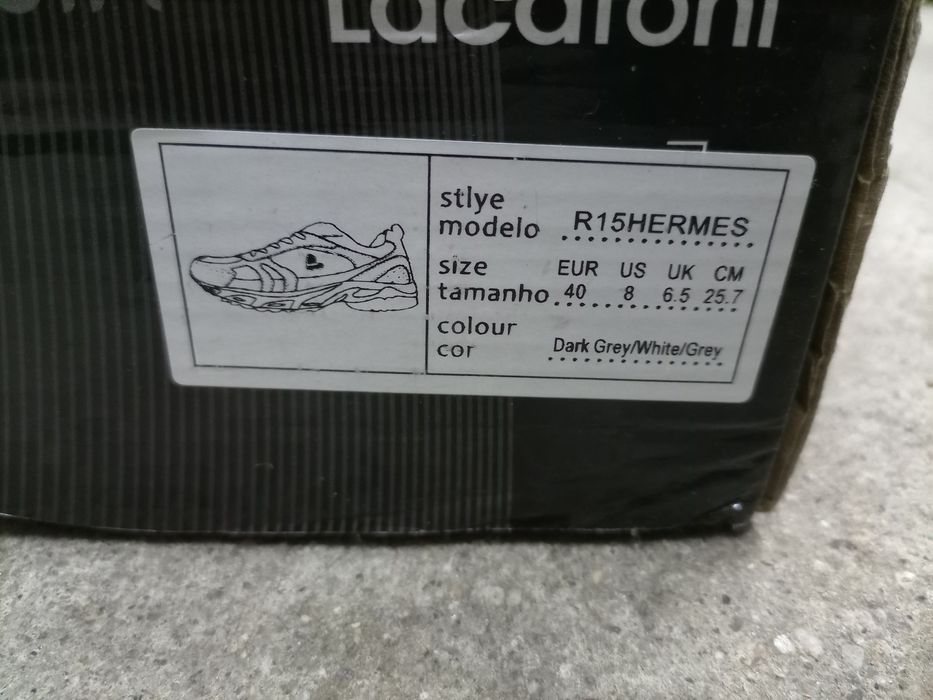 Lacatoni
stlye
modelo R15HERMES
size EUR US UK CM
tamanho 40 8 6.5 25.7
colour
cor Dark Grey/White/Grey